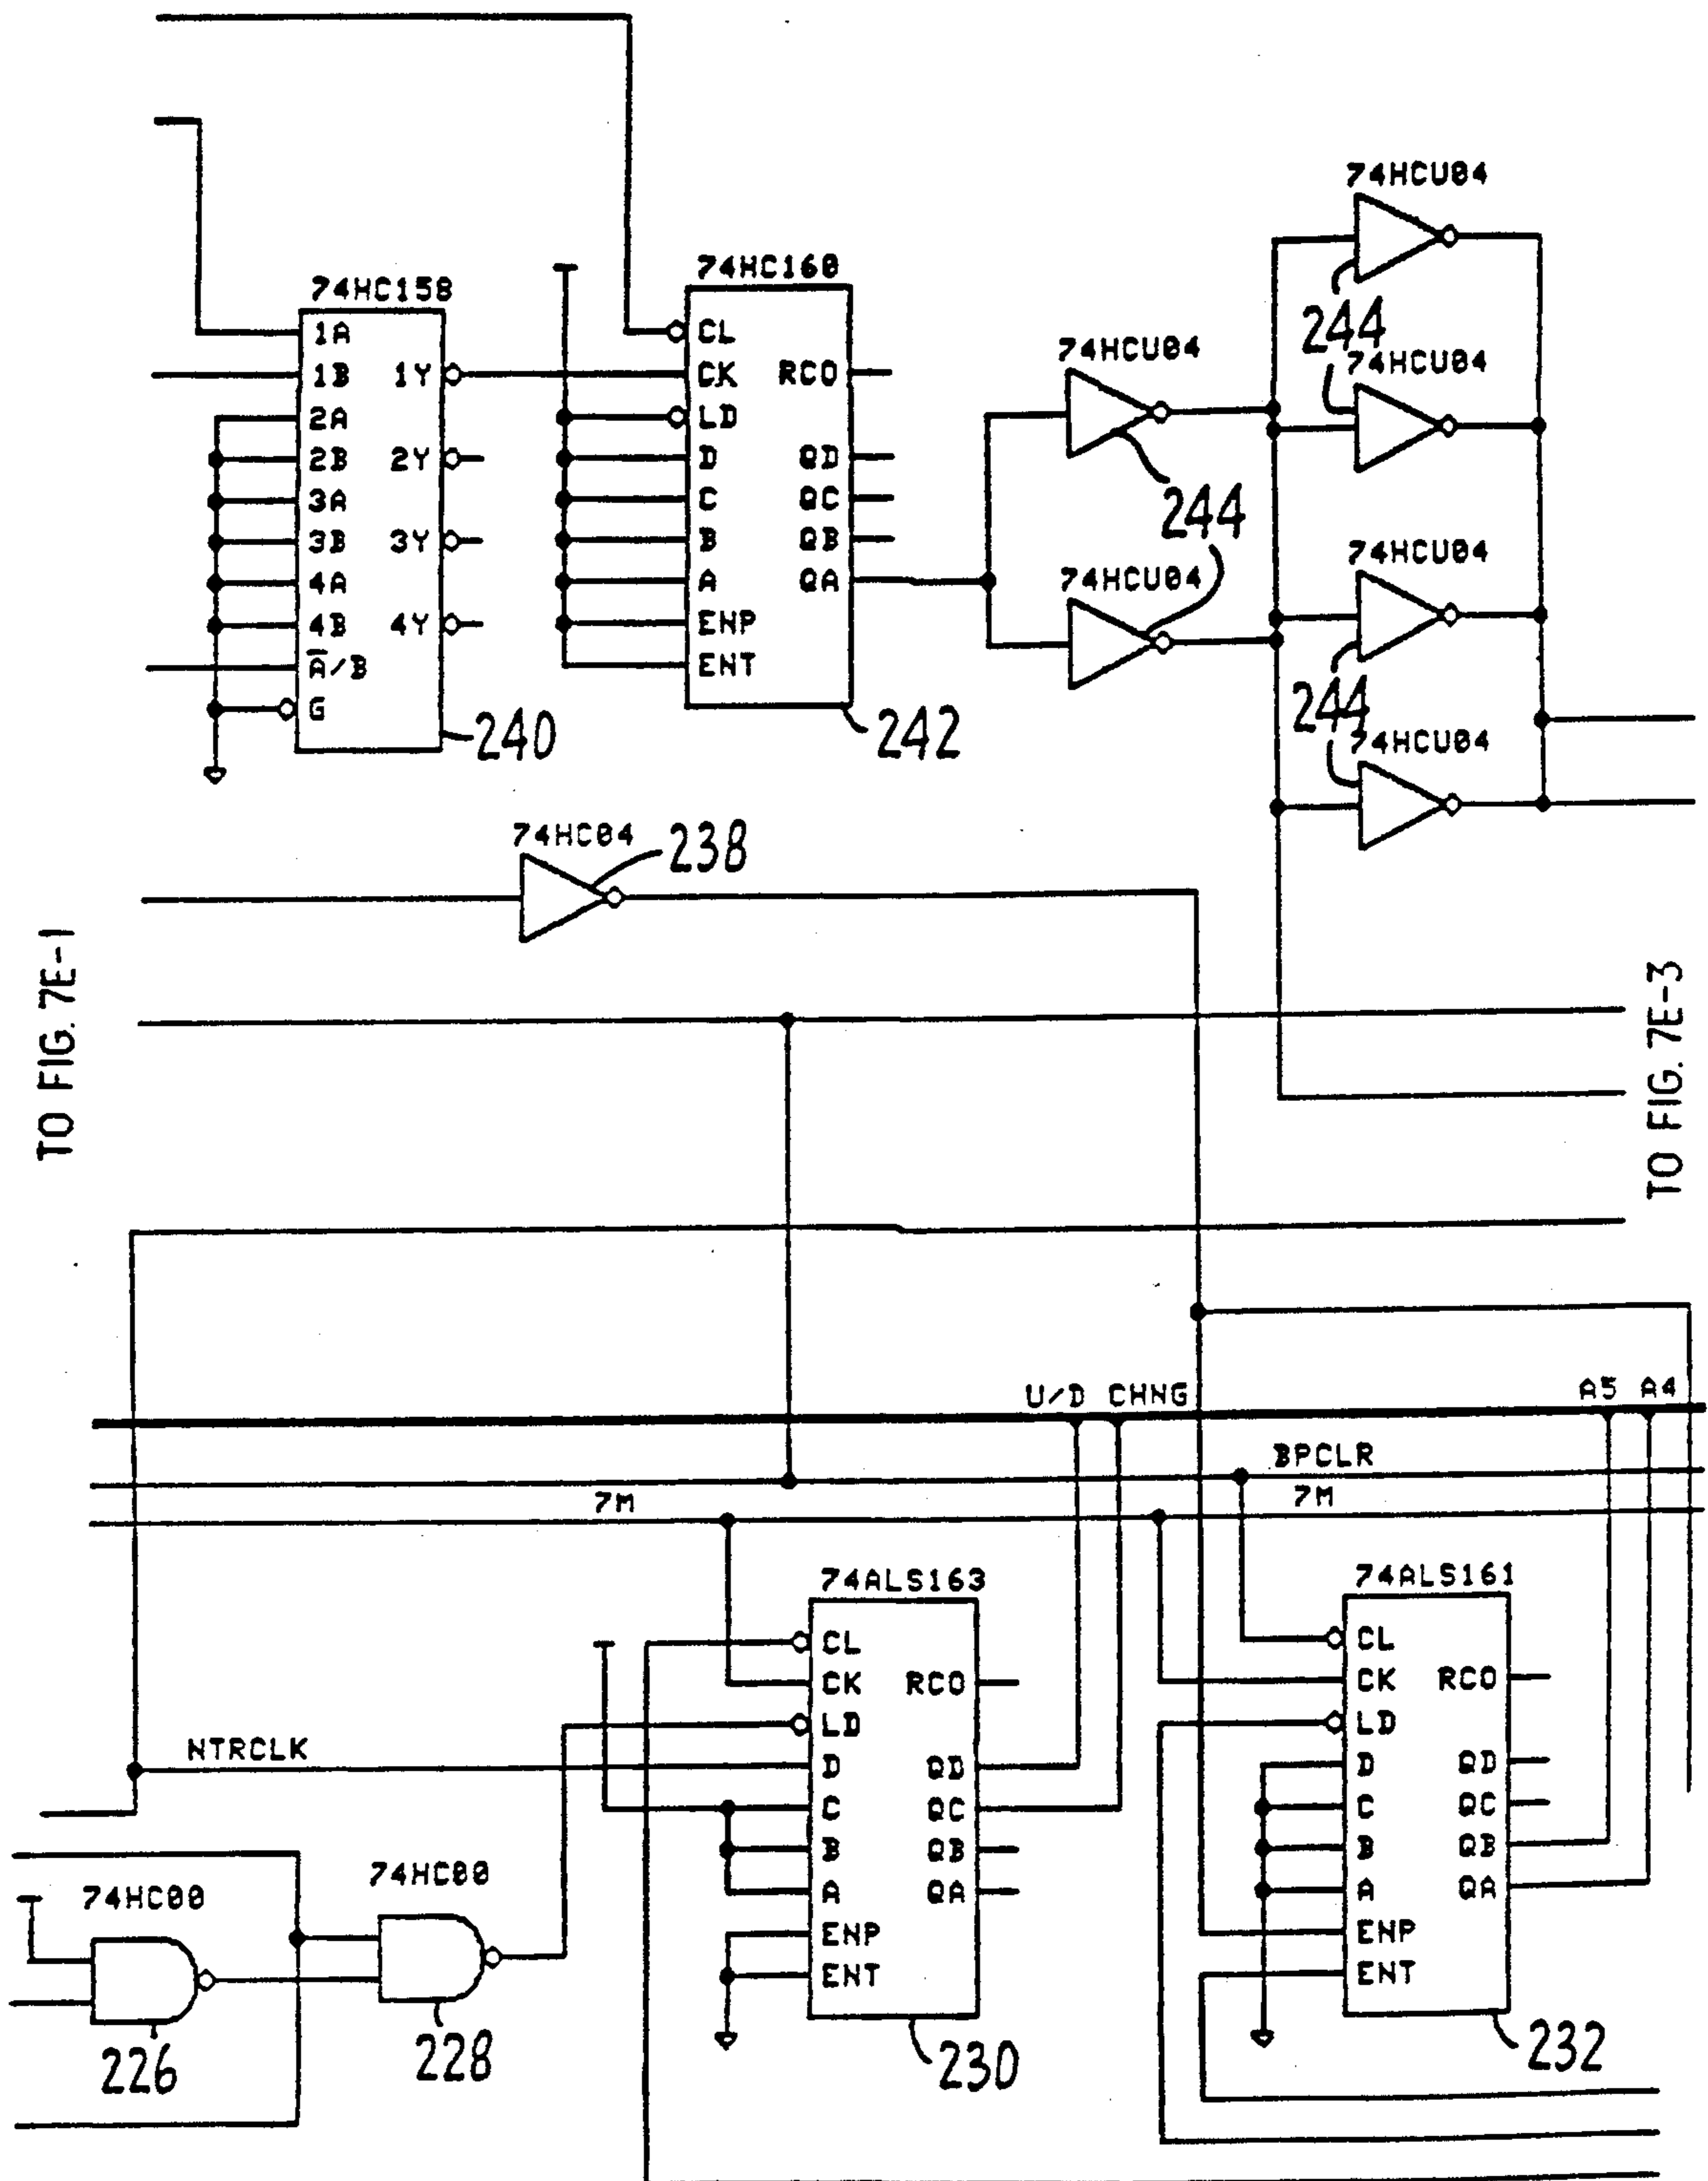 74HCU04
74HC160
74HC158
1A
1B 1Y
2A
2B 2Y
3A
3B 3Y
4A
4B 4Y
A̅/B
G
240
CL
CK RCO
LD
D QD
C QC
B QB
A QA
ENP
ENT
242
74HCU04
244
74HCU04
244
74HCU04
74HCU04
244
74HCU04
74HC04
238
TO FIG. 7E-1
TO FIG. 7E-3
U/D CHNG
A5 A4
BPCLR
7M
7M
74ALS163
CL
CK RCO
LD
D QD
C QC
B QB
A QA
ENP
ENT
230
74ALS161
CL
CK RCO
LD
D QD
C QC
B QB
A QA
ENP
ENT
232
NTRCLK
74HC00
226
74HC00
228